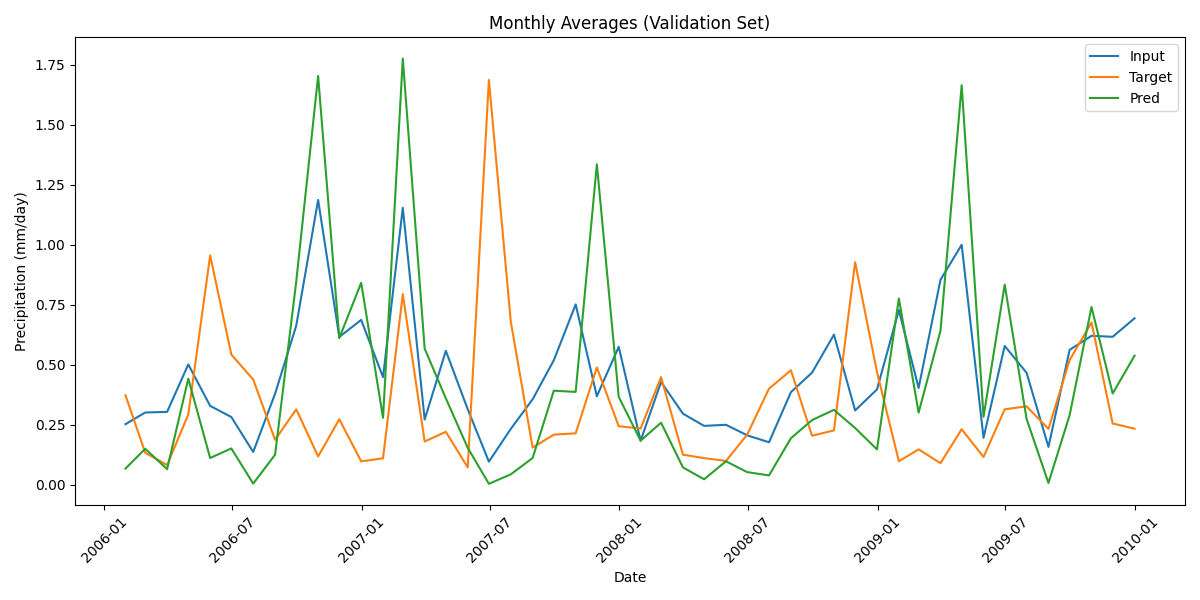 Monthly Averages (Validation Set)
Input
Target
Pred
Precipitation (mm/day)
1.75
1.50
1.25
1.00
0.75
0.50
0.25
0.00
2006-01
2006-07
2007-01
2007-07
2008-01
2008-07
2009-01
2009-07
2010-01
Date